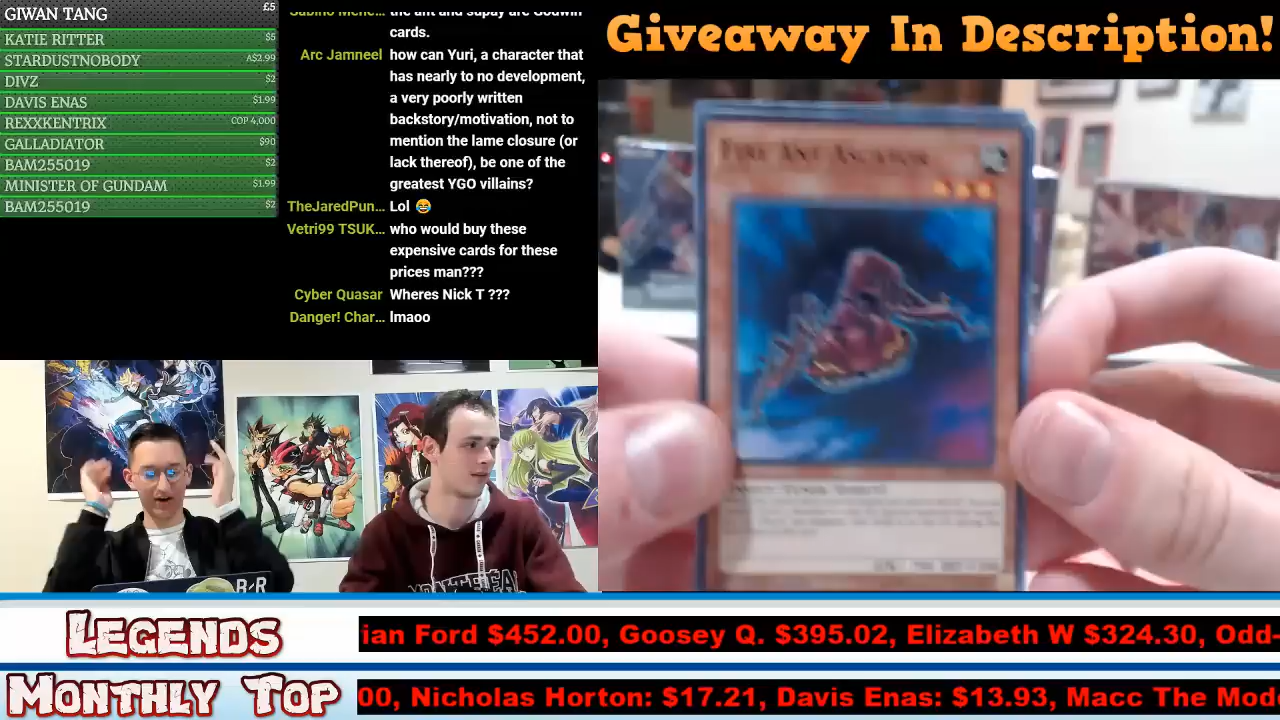 GIWAN TANG £5
KATIE RITTER $5
STARDUSTNOBODY A$2.99
DIVZ $2
DAVIS ENAS $1.99
REXXKENTRIX COP 4,000
GALLADIATOR $90
BAM255019 $2
MINISTER OF GUNDAM $1.99
BAM255019 $2
the ant and supay are Godwin
cards.
Arc Jamneel how can Yuri, a character that
has nearly to no development,
a very poorly written
backstory/motivation, not to
mention the lame closure (or
lack thereof), be one of the
greatest YGO villains?
TheJaredPun... Lol 😂
Vetri99 TSUK... who would buy these
expensive cards for these
prices man???
Cyber Quasar Wheres Nick T ???
Danger! Char... lmaoo
Giveaway In Description!
Fire Ant Ascator
B-R
LEGENDS
ian Ford $452.00, Goosey Q. $395.02, Elizabeth W $324.30, Odd-
MONTHLY TOP
00, Nicholas Horton: $17.21, Davis Enas: $13.93, Macc The Mod